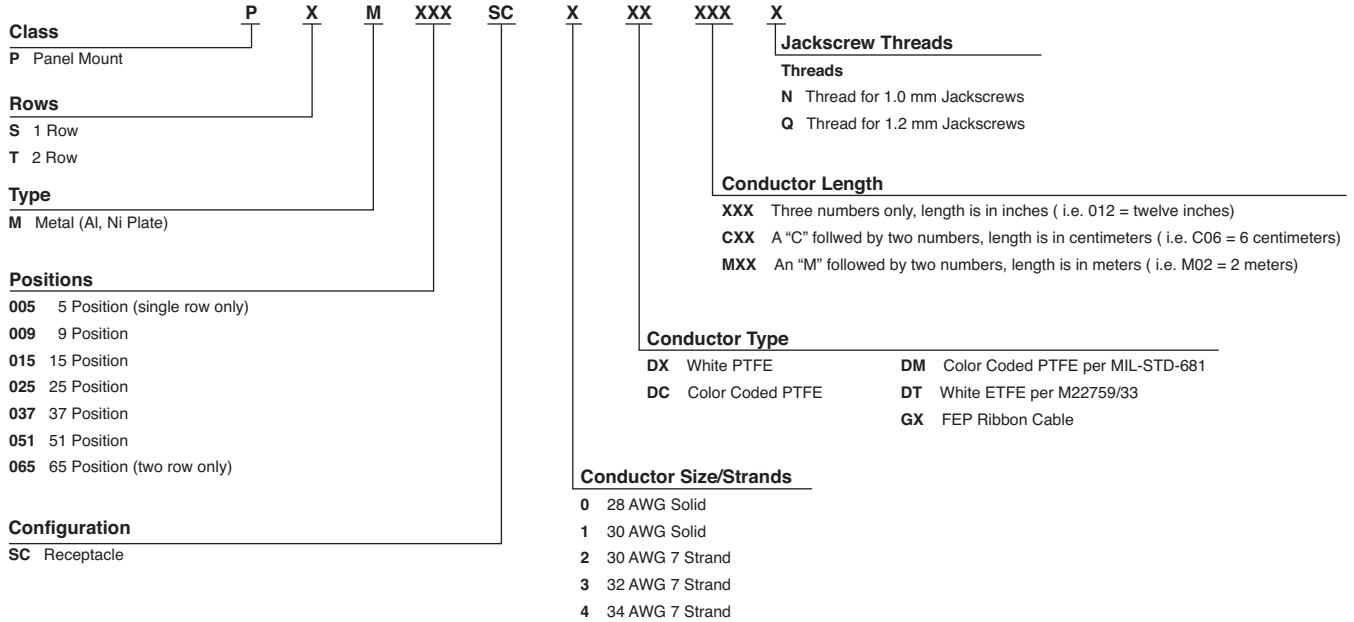 P X M XXX SC X XX XXX X
Class
P Panel Mount
Rows
S 1 Row
T 2 Row
Type
M Metal (Al, Ni Plate)
Positions
005 5 Position (single row only)
009 9 Position
015 15 Position
025 25 Position
037 37 Position
051 51 Position
065 65 Position (two row only)
Configuration
SC Receptacle
Jackscrew Threads
Threads
N Thread for 1.0 mm Jackscrews
Q Thread for 1.2 mm Jackscrews
Conductor Length
XXX Three numbers only, length is in inches ( i.e. 012 = twelve inches)
CXX A “C” follwed by two numbers, length is in centimeters ( i.e. C06 = 6 centimeters)
MXX An “M” followed by two numbers, length is in meters ( i.e. M02 = 2 meters)
Conductor Type
DX White PTFE
DC Color Coded PTFE
DM Color Coded PTFE per MIL-STD-681
DT White ETFE per M22759/33
GX FEP Ribbon Cable
Conductor Size/Strands
0 28 AWG Solid
1 30 AWG Solid
2 30 AWG 7 Strand
3 32 AWG 7 Strand
4 34 AWG 7 Strand